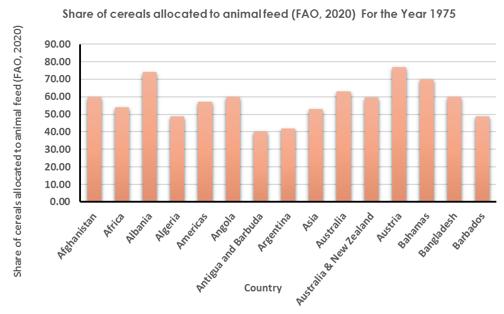 Share of cereals allocated to animal feed (FAO, 2020) For the Year 1975
Share of cereals allocated to animal feed (FAO, 2020)
90.00
80.00
70.00
60.00
50.00
40.00
30.00
20.00
10.00
0.00
Afghanistan
Africa
Albania
Algeria
Americas
Angola
Antigua and Barbuda
Argentina
Asia
Australia
Australia & New Zealand
Austria
Bahamas
Bangladesh
Barbados
Country